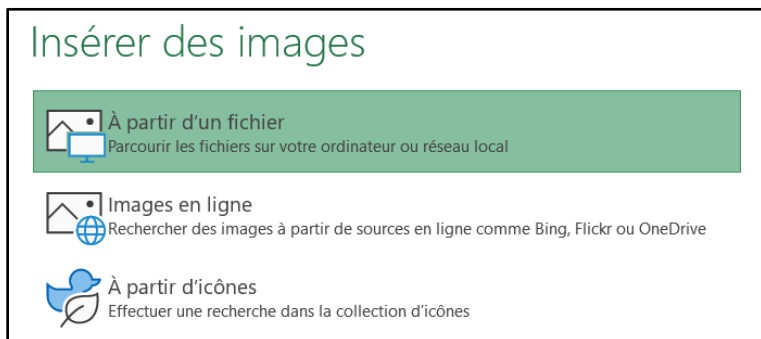 Insérer des images
À partir d'un fichier
Parcourir les fichiers sur votre ordinateur ou réseau local
Images en ligne
Rechercher des images à partir de sources en ligne comme Bing, Flickr ou OneDrive
À partir d'icônes
Effectuer une recherche dans la collection d'icônes